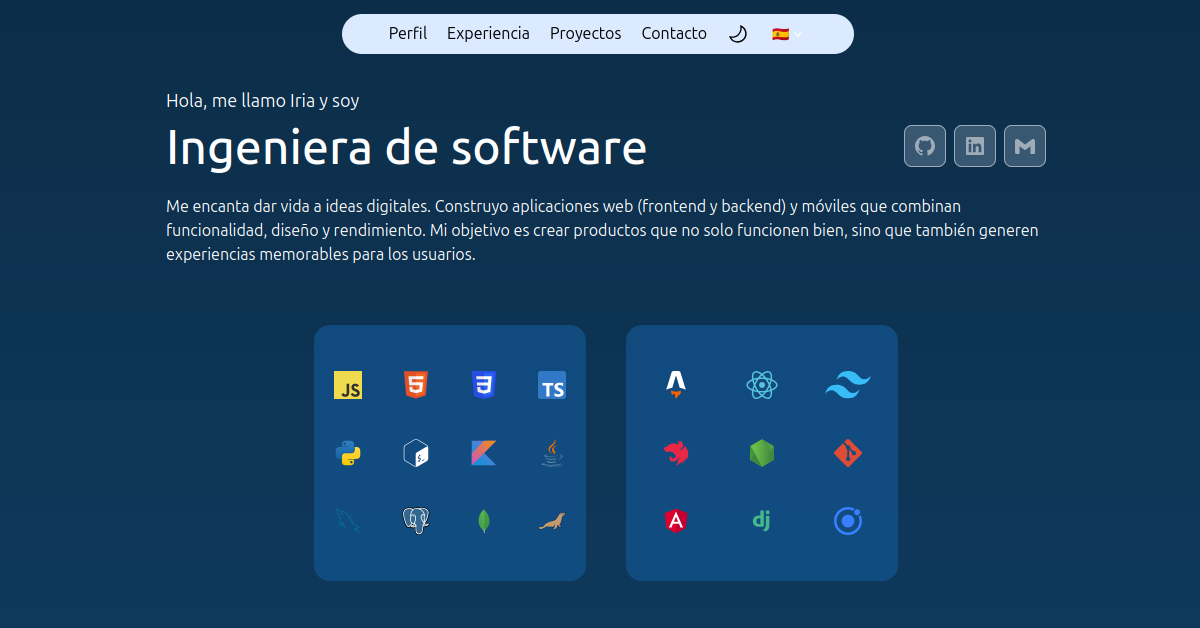 Perfil Experiencia Proyectos Contacto
Hola, me llamo Iria y soy
Ingeniera de software
Me encanta dar vida a ideas digitales. Construyo aplicaciones web (frontend y backend) y móviles que combinan
funcionalidad, diseño y rendimiento. Mi objetivo es crear productos que no solo funcionen bien, sino que también generen
experiencias memorables para los usuarios.
JS 5 3 TS
$_
A dj